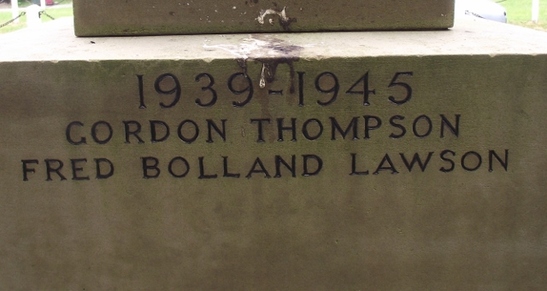 1939-1945
GORDON THOMPSON
FRED BOLLAND LAWSON